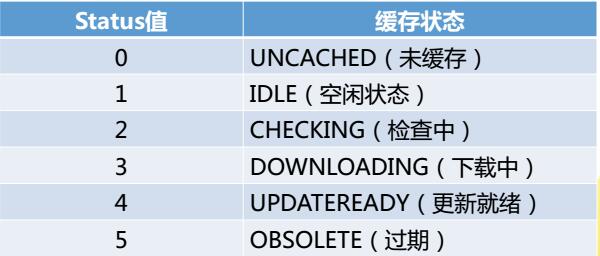 Status值 缓存状态
0 UNCACHED（未缓存）
1 IDLE（空闲状态）
2 CHECKING（检查中）
3 DOWNLOADING（下载中）
4 UPDATEREADY（更新就绪）
5 OBSOLETE（过期）